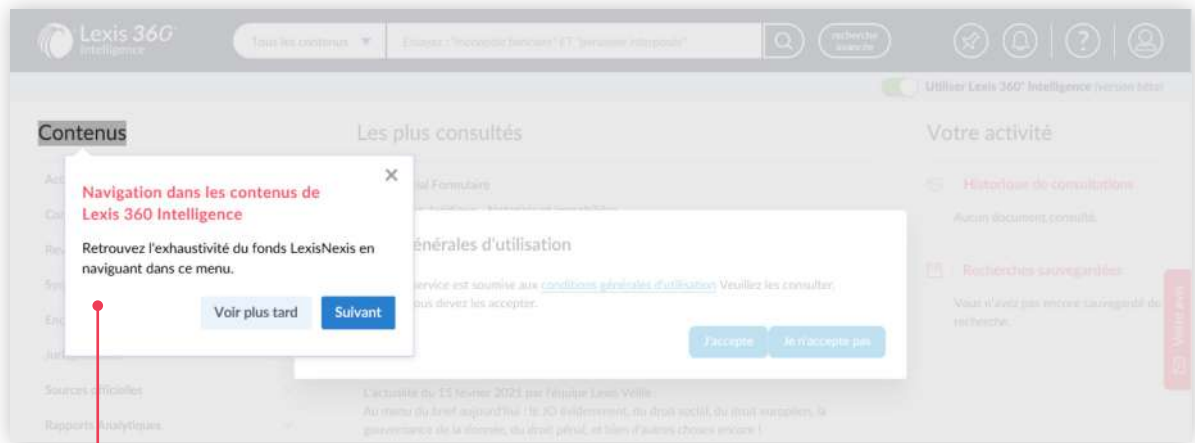 Lexis 360
Intelligence
Tous les contenus
Essayez : "monopole bancaire" ET "personne interposée"
recherche
avancée
?
Utiliser Lexis 360° Intelligence (version bêta)
Contenus
Les plus consultés
Votre activité
Navigation dans les contenus de
Lexis 360 Intelligence
Retrouvez l'exhaustivité du fonds LexisNexis en
naviguant dans ce menu.
Voir plus tard
Suivant
Formulaire
Historique de consultations
Aucun document consulté.
énérales d'utilisation
ervice est soumise aux conditions générales d'utilisation Veuillez les consulter,
ous devez les accepter.
J'accepte
Je n'accepte pas
Recherches sauvegardées
Vous n'avez pas encore sauvegardé de
recherche.
Votre avis
Sources officielles
Rapports Analytiques
L'actualité du 15 février 2021 par l'équipe Lexis Veille
Au menu du brief aujourd'hui : le JO évidemment, du droit social, du droit européen, la
gouvernance de la donnée, du droit pénal, et bien d'autres choses encore !